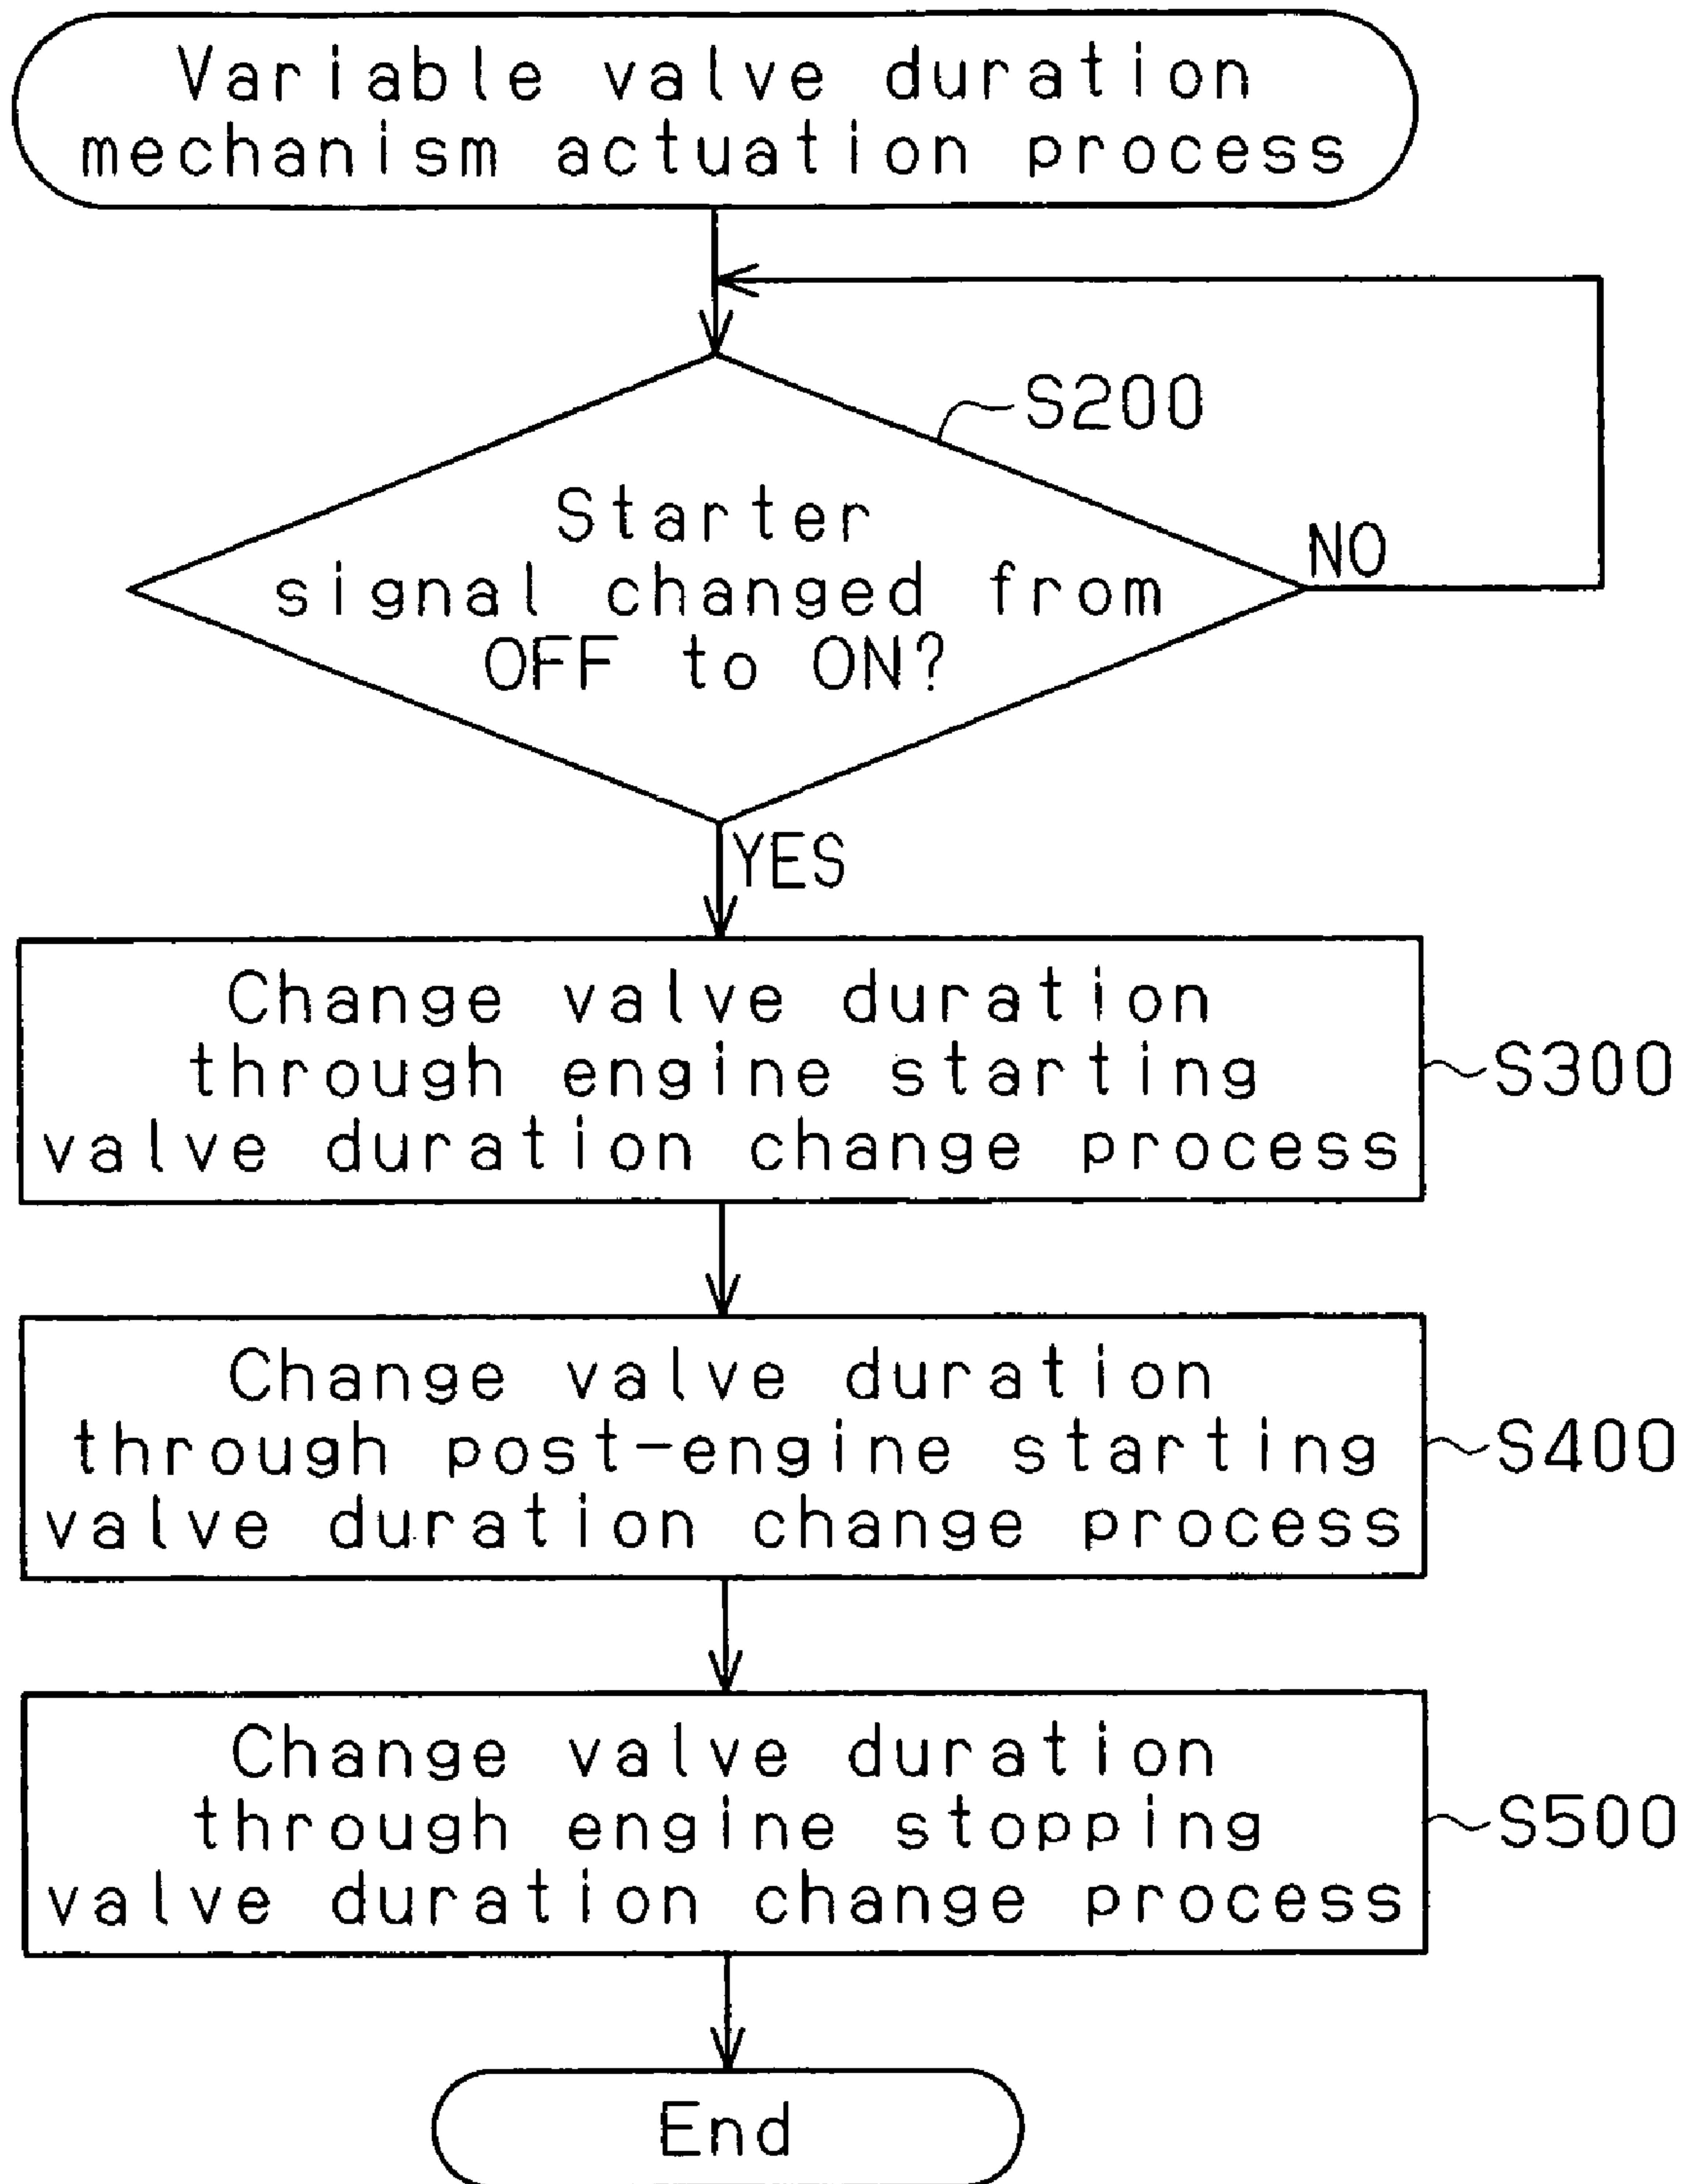 Variable valve duration
mechanism actuation process
S200
Starter
signal changed from
OFF to ON?
NO
YES
Change valve duration
through engine starting
valve duration change process
S300
Change valve duration
through post-engine starting
valve duration change process
S400
Change valve duration
through engine stopping
valve duration change process
S500
End